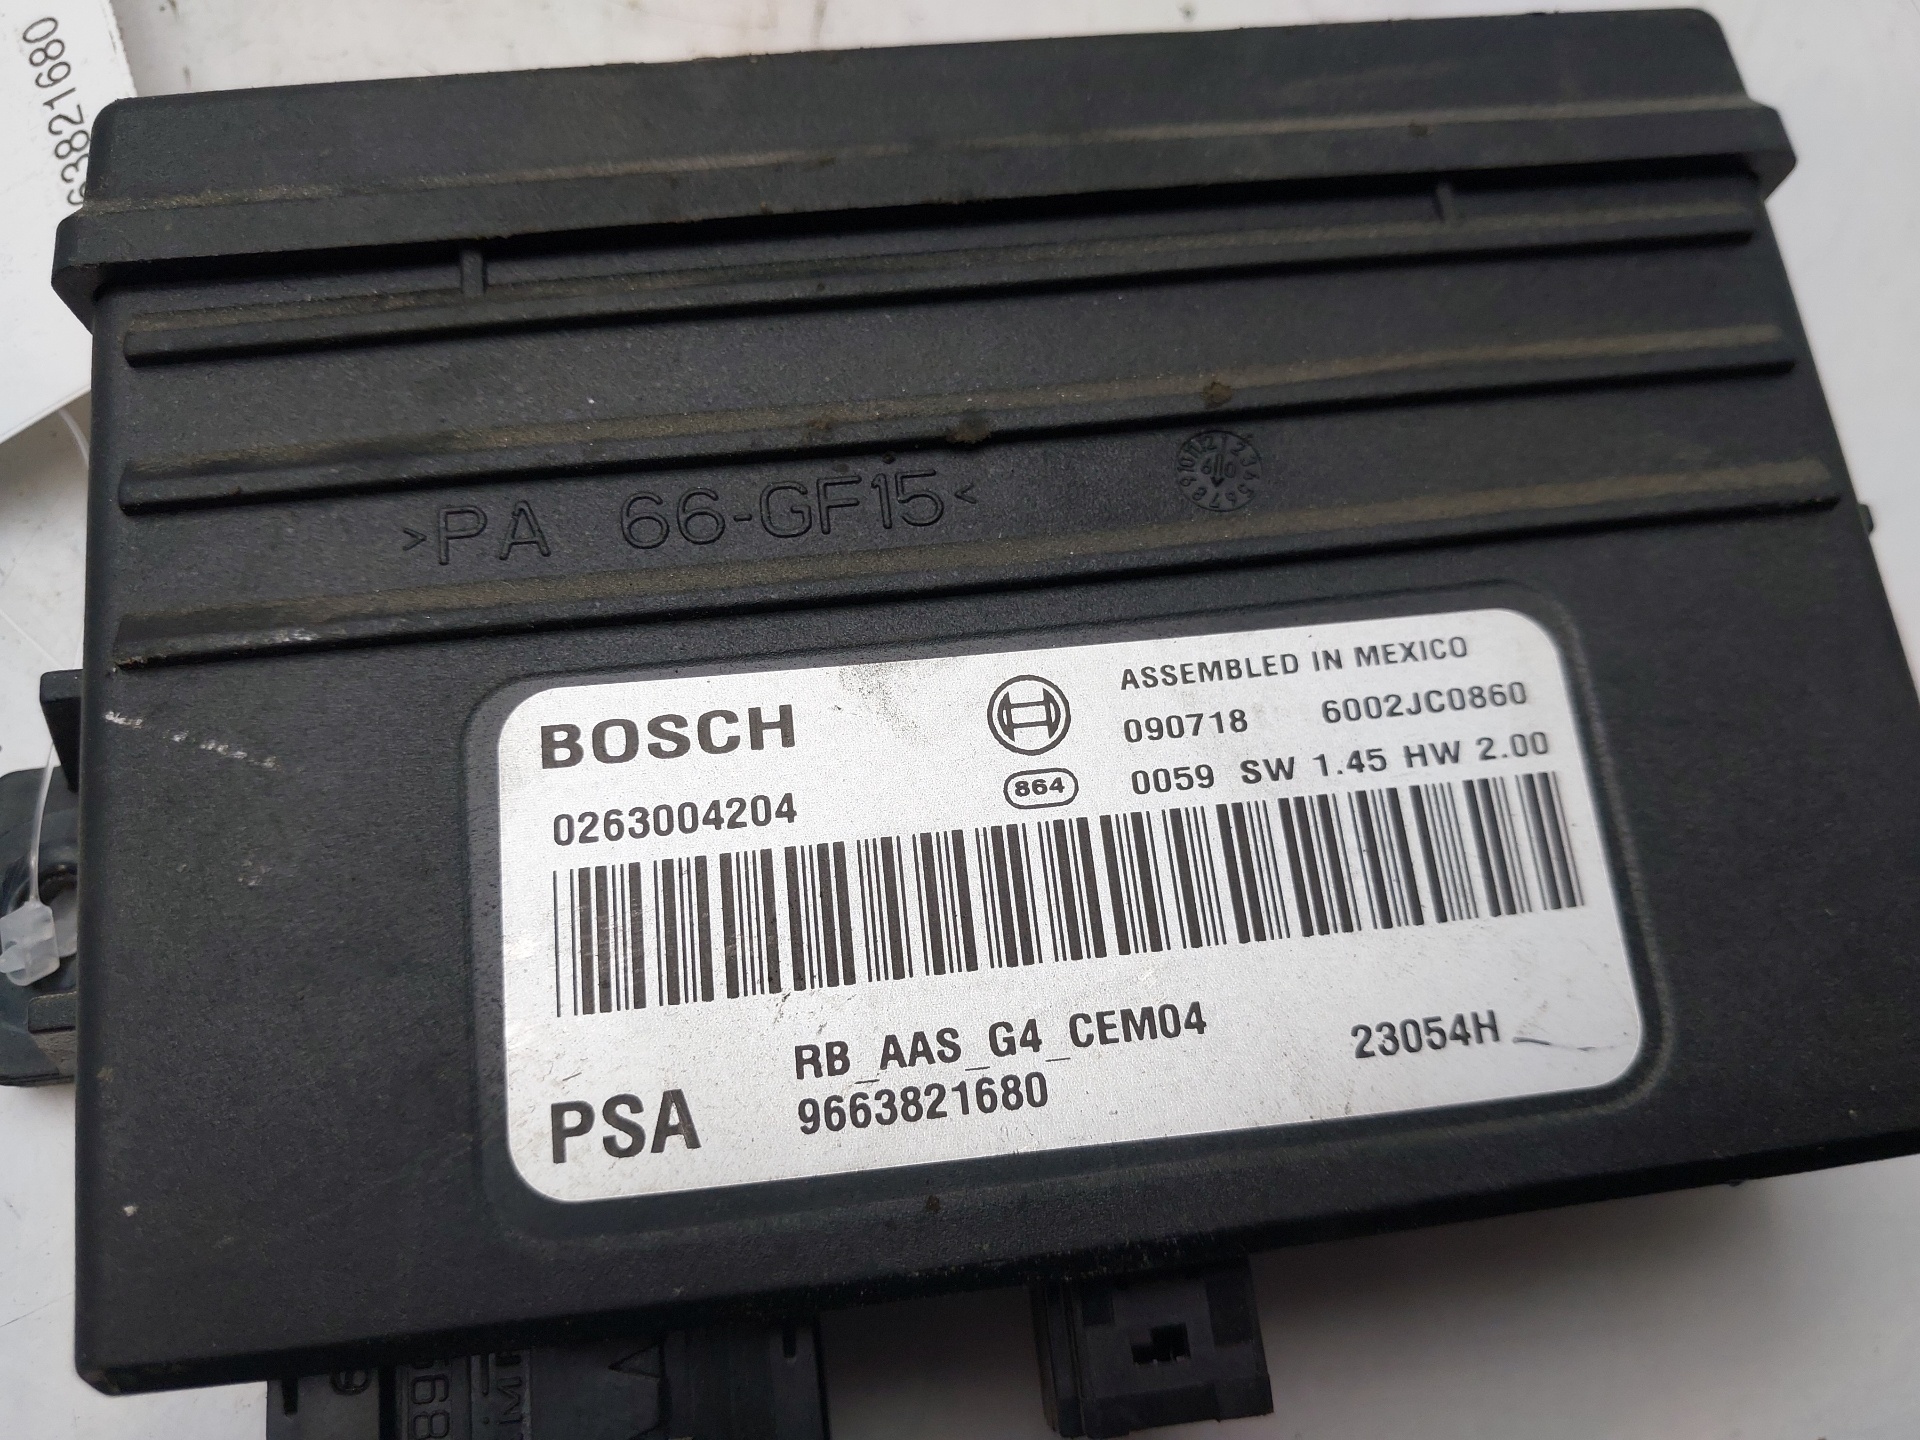 63821680
>PA 66-GF15<
BOSCH
ASSEMBLED IN MEXICO
090718 6002JC0860
864
0059 SW 1.45 HW 2.00
0263004204
RB_AAS_G4_CEM04
23054H
PSA
9663821680